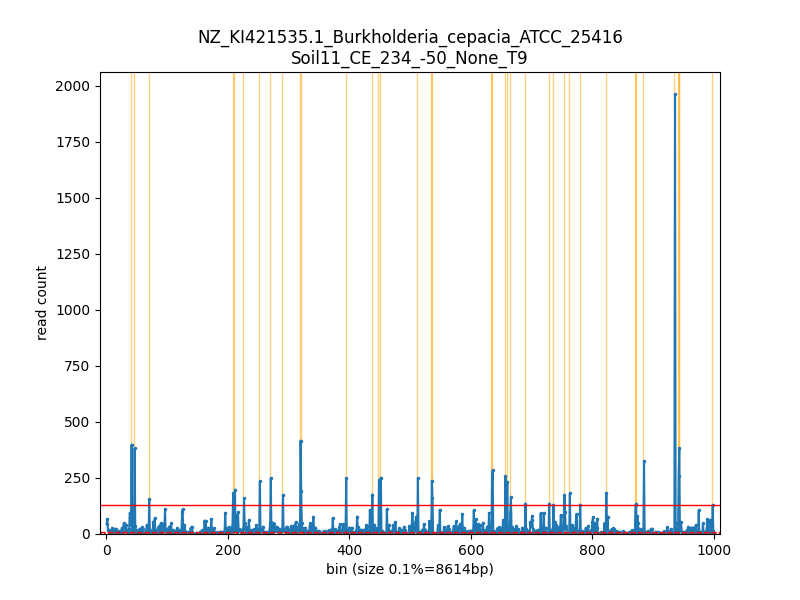 NZ_KI421535.1_Burkholderia_cepacia_ATCC_25416
Soil11_CE_234_-50_None_T9
2000
1750
1500
1250
1000
750
500
250
0
read count
0 200 400 600 800 1000
bin (size 0.1%=8614bp)